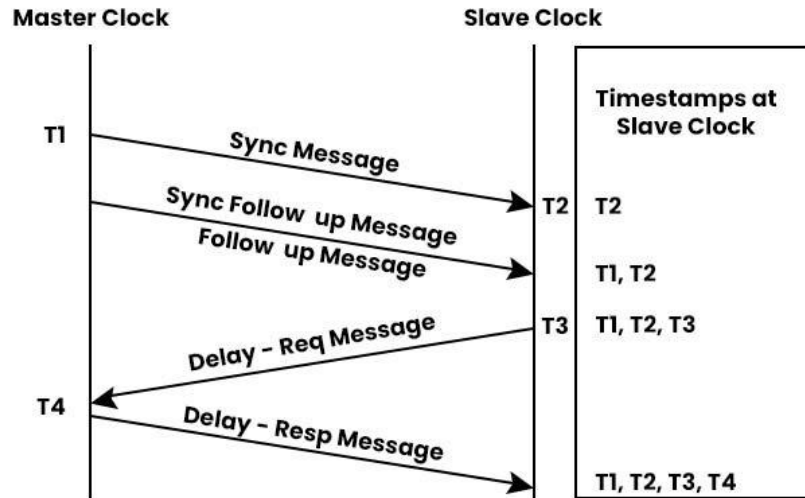 Master Clock
Slave Clock
Timestamps at
Slave Clock
T1
Sync Message
T2
T2
Sync Follow up Message
Follow up Message
T1, T2
T3
T1, T2, T3
Delay - Req Message
T4
Delay - Resp Message
T1, T2, T3, T4